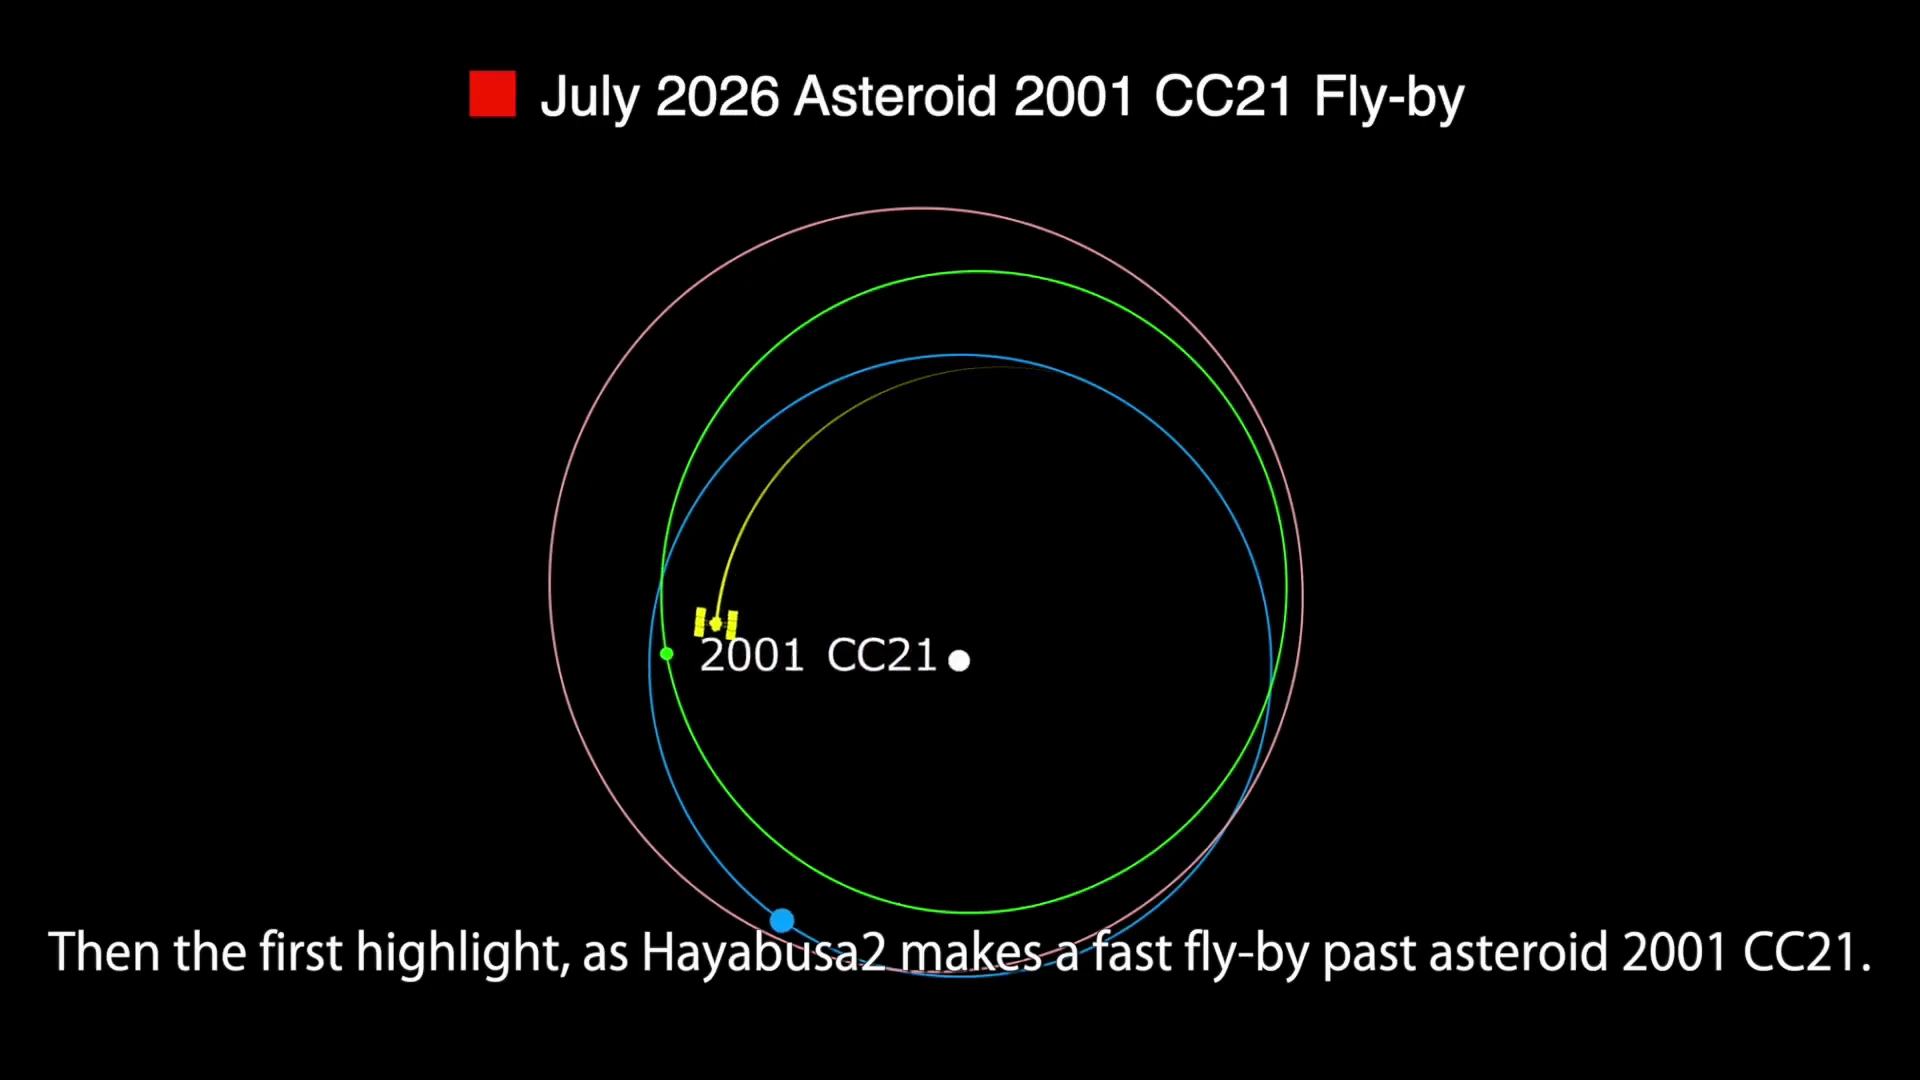 July 2026 Asteroid 2001 CC21 Fly-by
2001 CC21
Then the first highlight, as Hayabusa2 makes a fast fly-by past asteroid 2001 CC21.